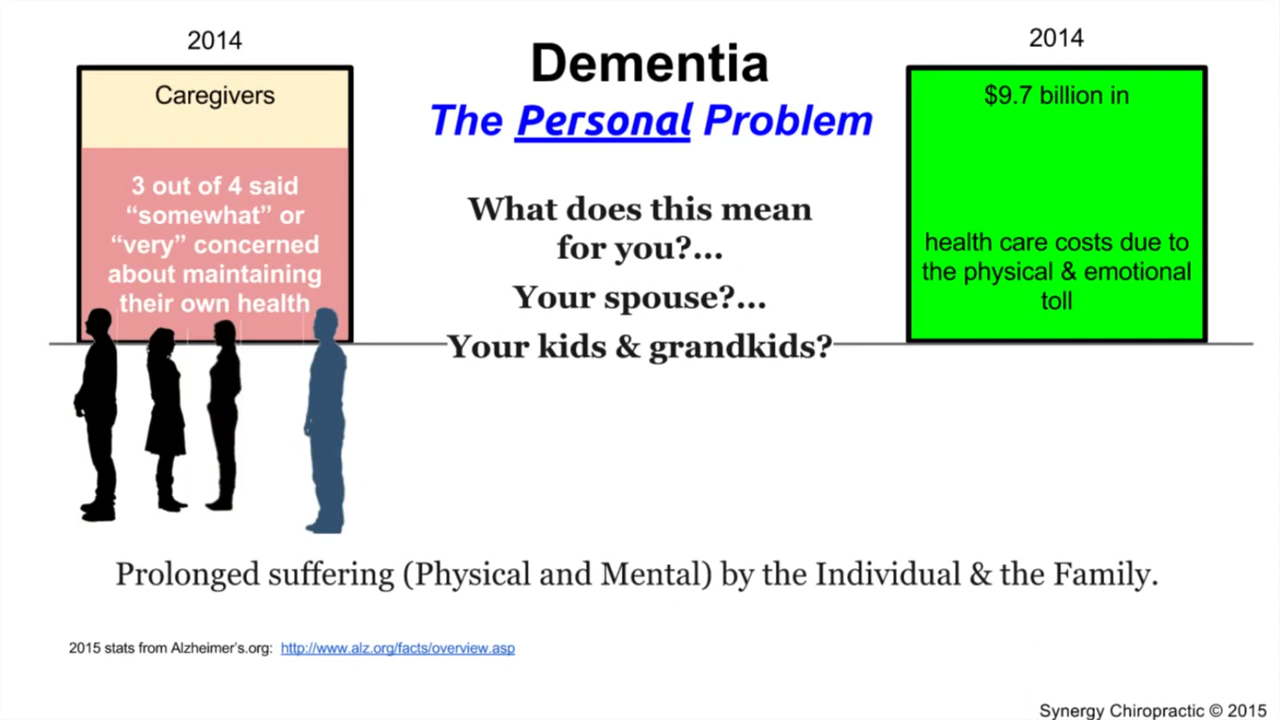 2014
Caregivers
3 out of 4 said
“somewhat” or
“very” concerned
about maintaining
their own health
Dementia
The Personal Problem
What does this mean
for you?...
Your spouse?...
Your kids & grandkids?
2014
$9.7 billion in
health care costs due to
the physical & emotional
toll
Prolonged suffering (Physical and Mental) by the Individual & the Family.
2015 stats from Alzheimer's.org: http://www.alz.org/facts/overview.asp
Synergy Chiropractic © 2015